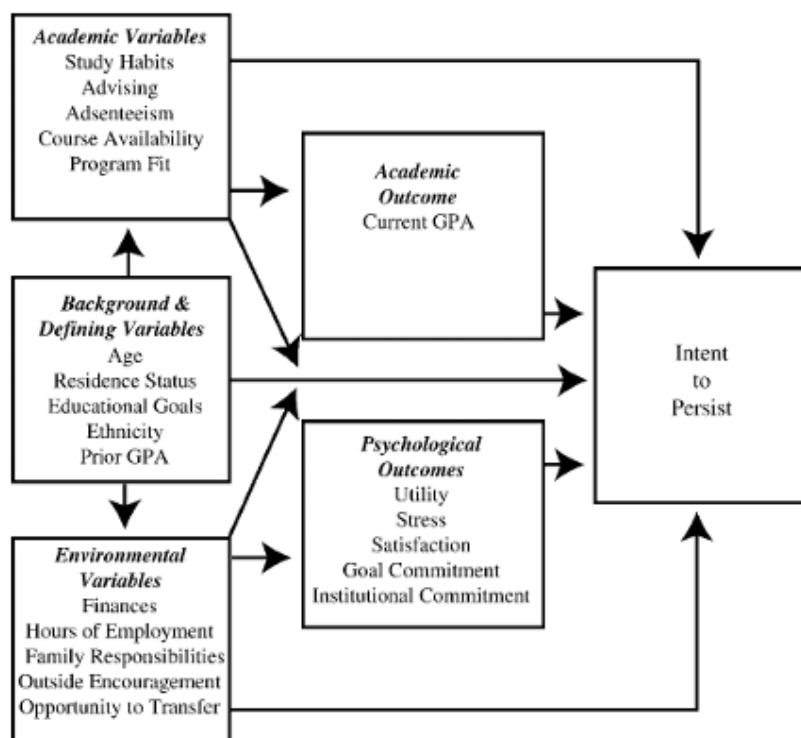 Academic Variables
Study Habits
Advising
Adsenteeism
Course Availability
Program Fit
Academic
Outcome
Current GPA
Background &
Defining Variables
Age
Residence Status
Educational Goals
Ethnicity
Prior GPA
Intent
to
Persist
Psychological
Outcomes
Utility
Stress
Satisfaction
Goal Commitment
Institutional Commitment
Environmental
Variables
Finances
Hours of Employment
Family Responsibilities
Outside Encouragement
Opportunity to Transfer